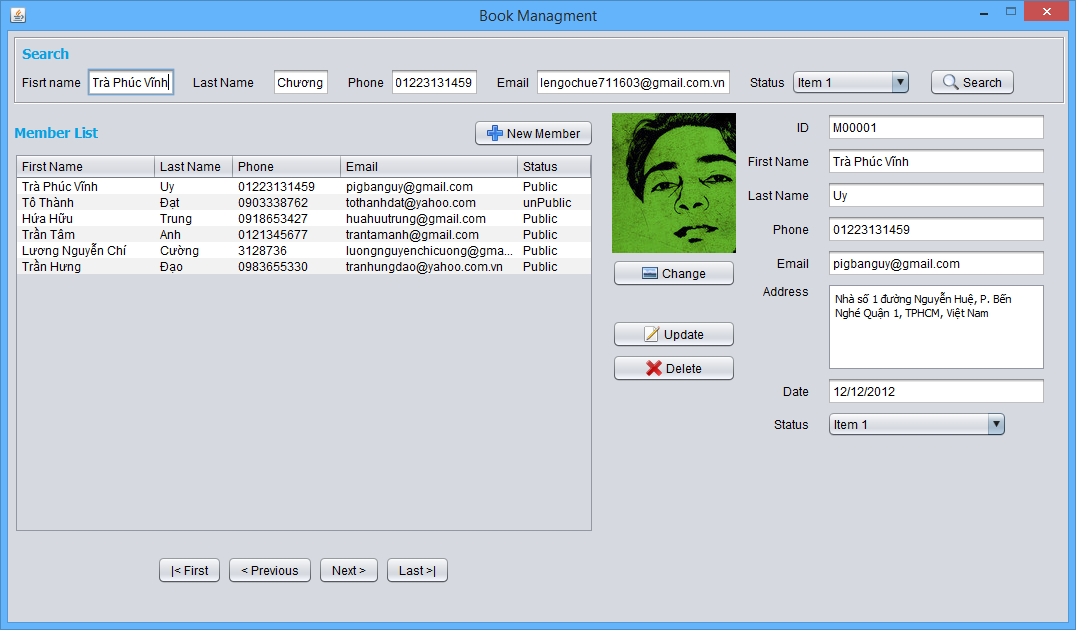 Book Managment
Search
Fisrt name Trà Phúc Vĩnh Last Name Chương Phone 01223131459 Email lengochue711603@gmail.com.vn Status Item 1 Search
Member List New Member
First Name Last Name Phone Email Status
Trà Phúc Vĩnh Uy 01223131459 pigbanguy@gmail.com Public
Tô Thành Đạt 0903338762 tothanhdat@yahoo.com unPublic
Hứa Hữu Trung 0918653427 huahuutrung@gmail.com Public
Trần Tâm Anh 0121345677 trantamanh@gmail.com Public
Lương Nguyễn Chí Cường 3128736 luongnguyenchicuong@gma... Public
Trần Hưng Đạo 0983655330 tranhungdao@yahoo.com.vn Public
|< First < Previous Next > Last >|
Change
Update
Delete
ID M00001
First Name Trà Phúc Vĩnh
Last Name Uy
Phone 01223131459
Email pigbanguy@gmail.com
Address Nhà số 1 đường Nguyễn Huệ, P. Bến
Nghé Quận 1, TPHCM, Việt Nam
Date 12/12/2012
Status Item 1